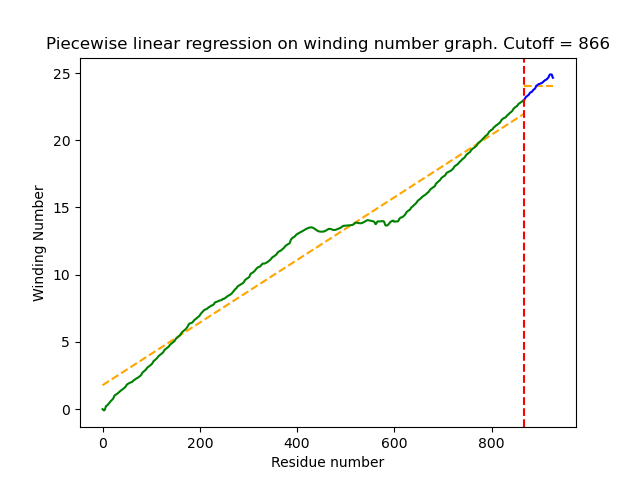 Piecewise linear regression on winding number graph. Cutoff = 866
25
20
15
10
5
0
Winding Number
0 200 400 600 800
Residue number